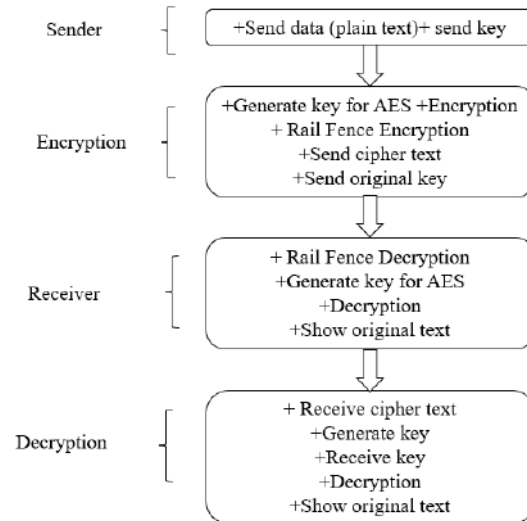 Sender
+Send data (plain text)+ send key
Encryption
+Generate key for AES +Encryption
+ Rail Fence Encryption
+Send cipher text
+Send original key
Receiver
+ Rail Fence Decryption
+Generate key for AES
+Decryption
+Show original text
Decryption
+ Receive cipher text
+Generate key
+Receive key
+Decryption
+Show original text